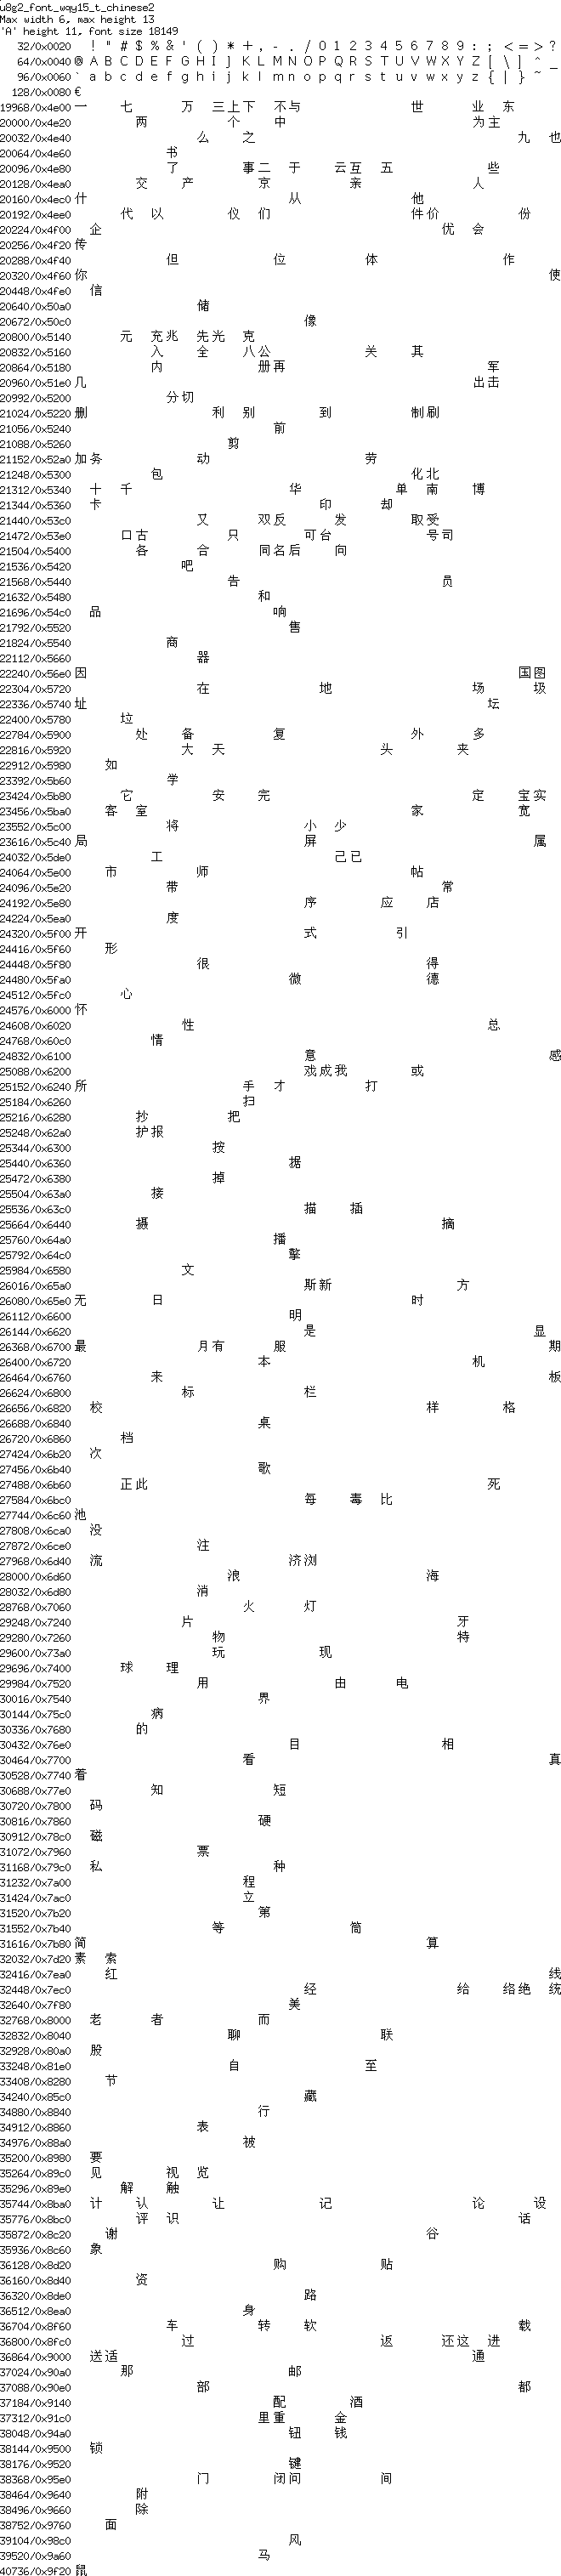 u8g2_font_wqy15_t_chinese2
Max width 6, max height 13
'A' height 11, font size 18149
32/0x0020 ! " # $ % & ' ( ) * + , - . / 0 1 2 3 4 5 6 7 8 9 : ; < = > ?
64/0x0040 @ A B C D E F G H I J K L M N O P Q R S T U V W X Y Z [ \ ] ^ _
96/0x0060 ` a b c d e f g h i j k l m n o p q r s t u v w x y z { | } ~
128/0x0080 €
19968/0x4e00 一 七 万 三 上 下 不 与 世 业 东
20000/0x4e20 两 个 中 为 主
20032/0x4e40 么 之 九 也
20064/0x4e60 书
20096/0x4e80 了 事 二 于 云 互 五 些
20128/0x4ea0 交 产 京 亲 人
20160/0x4ec0 什 从 他
20192/0x4ee0 代 以 仪 们 件 价 份
20224/0x4f00 企 优 会
20256/0x4f20 传
20288/0x4f40 但 位 体 作
20320/0x4f60 你 使
20448/0x4fe0 信
20640/0x50a0 储
20672/0x50c0 像
20800/0x5140 元 充 兆 先 光 克
20832/0x5160 入 全 八 公 关 其
20864/0x5180 内 册 再 军
20960/0x51e0 几 出 击
20992/0x5200 分 切
21024/0x5220 删 利 别 到 制 刷
21056/0x5240 前
21088/0x5260 剪
21152/0x52a0 加 务 动 劳
21248/0x5300 包 化 北
21312/0x5340 十 千 华 单 南 博
21344/0x5360 卡 印 却
21440/0x53c0 又 双 反 发 取 受
21472/0x53e0 口 古 只 可 台 号 司
21504/0x5400 各 合 同 名 后 向
21536/0x5420 吧
21568/0x5440 告 员
21632/0x5480 和
21696/0x54c0 品 响
21792/0x5520 售
21824/0x5540 商
22112/0x5660 器
22240/0x56e0 因 国 图
22304/0x5720 在 地 场 圾
22336/0x5740 址 坛
22400/0x5780 垃
22784/0x5900 处 备 复 外 多
22816/0x5920 大 天 头 夹
22912/0x5980 如
23392/0x5b60 学
23424/0x5b80 它 安 完 定 宝 实
23456/0x5ba0 客 室 家 宽
23552/0x5c00 将 小 少
23616/0x5c40 局 屏 属
24032/0x5de0 工 己 已
24064/0x5e00 市 师 帖
24096/0x5e20 带 常
24192/0x5e80 序 应 店
24224/0x5ea0 度
24320/0x5f00 开 式 引
24416/0x5f60 形
24448/0x5f80 很 得
24480/0x5fa0 微 德
24512/0x5fc0 心
24576/0x6000 怀
24608/0x6020 性 总
24768/0x60c0 情
24832/0x6100 意 感
25088/0x6200 戏 成 我 或
25152/0x6240 所 手 才 打
25184/0x6260 扫
25216/0x6280 抄 把
25248/0x62a0 护 报
25344/0x6300 按
25440/0x6360 据
25472/0x6380 掉
25504/0x63a0 接
25536/0x63c0 描 插
25664/0x6440 摄 摘
25760/0x64a0 播
25792/0x64c0 擎
25984/0x6580 文
26016/0x65a0 斯 新 方
26080/0x65e0 无 日 时
26112/0x6600 明
26144/0x6620 是 显
26368/0x6700 最 月 有 服 期
26400/0x6720 本 机
26464/0x6760 来 板
26624/0x6800 标 栏
26656/0x6820 校 样 格
26688/0x6840 桌
26720/0x6860 档
27424/0x6b20 次
27456/0x6b40 歌
27488/0x6b60 正 此 死
27584/0x6bc0 每 毒 比
27744/0x6c60 池
27808/0x6ca0 没
27872/0x6ce0 注
27968/0x6d40 流 济 浏
28000/0x6d60 浪 海
28032/0x6d80 消
28768/0x7060 火 灯
29248/0x7240 片 牙
29280/0x7260 物 特
29600/0x73a0 玩 现
29696/0x7400 球 理
29984/0x7520 用 由 电
30016/0x7540 界
30144/0x75c0 病
30336/0x7680 的
30432/0x76e0 目 相
30464/0x7700 看 真
30528/0x7740 着
30688/0x77e0 知 短
30720/0x7800 码
30816/0x7860 硬
30912/0x78c0 磁
31072/0x7960 票
31168/0x79c0 私 种
31232/0x7a00 程
31424/0x7ac0 立
31520/0x7b20 第
31552/0x7b40 等 筒
31616/0x7b80 简 算
32032/0x7d20 素 索
32416/0x7ea0 红 线
32448/0x7ec0 经 给 络 绝 统
32640/0x7f80 美
32768/0x8000 老 者 而
32832/0x8040 聊 联
32928/0x80a0 股
33248/0x81e0 自 至
33408/0x8280 节
34240/0x85c0 藏
34880/0x8840 行
34912/0x8860 表
34976/0x88a0 被
35200/0x8980 要
35264/0x89c0 见 视 览
35296/0x89e0 解 触
35744/0x8ba0 计 认 让 记 论 设
35776/0x8bc0 评 识 话
35872/0x8c20 谢 谷
35936/0x8c60 象
36128/0x8d20 购 贴
36160/0x8d40 资
36320/0x8de0 路
36512/0x8ea0 身
36704/0x8f60 车 转 软 载
36800/0x8fc0 过 返 还 这 进
36864/0x9000 送 适 通
37024/0x90a0 那 邮
37088/0x90e0 部 都
37184/0x9140 配 酒
37312/0x91c0 里 重 金
38048/0x94a0 钮 钱
38144/0x9500 锁
38176/0x9520 键
38368/0x95e0 门 闭 问 间
38464/0x9640 附
38496/0x9660 除
38752/0x9760 面
39104/0x98c0 风
39520/0x9a60 马
40736/0x9f20 鼠